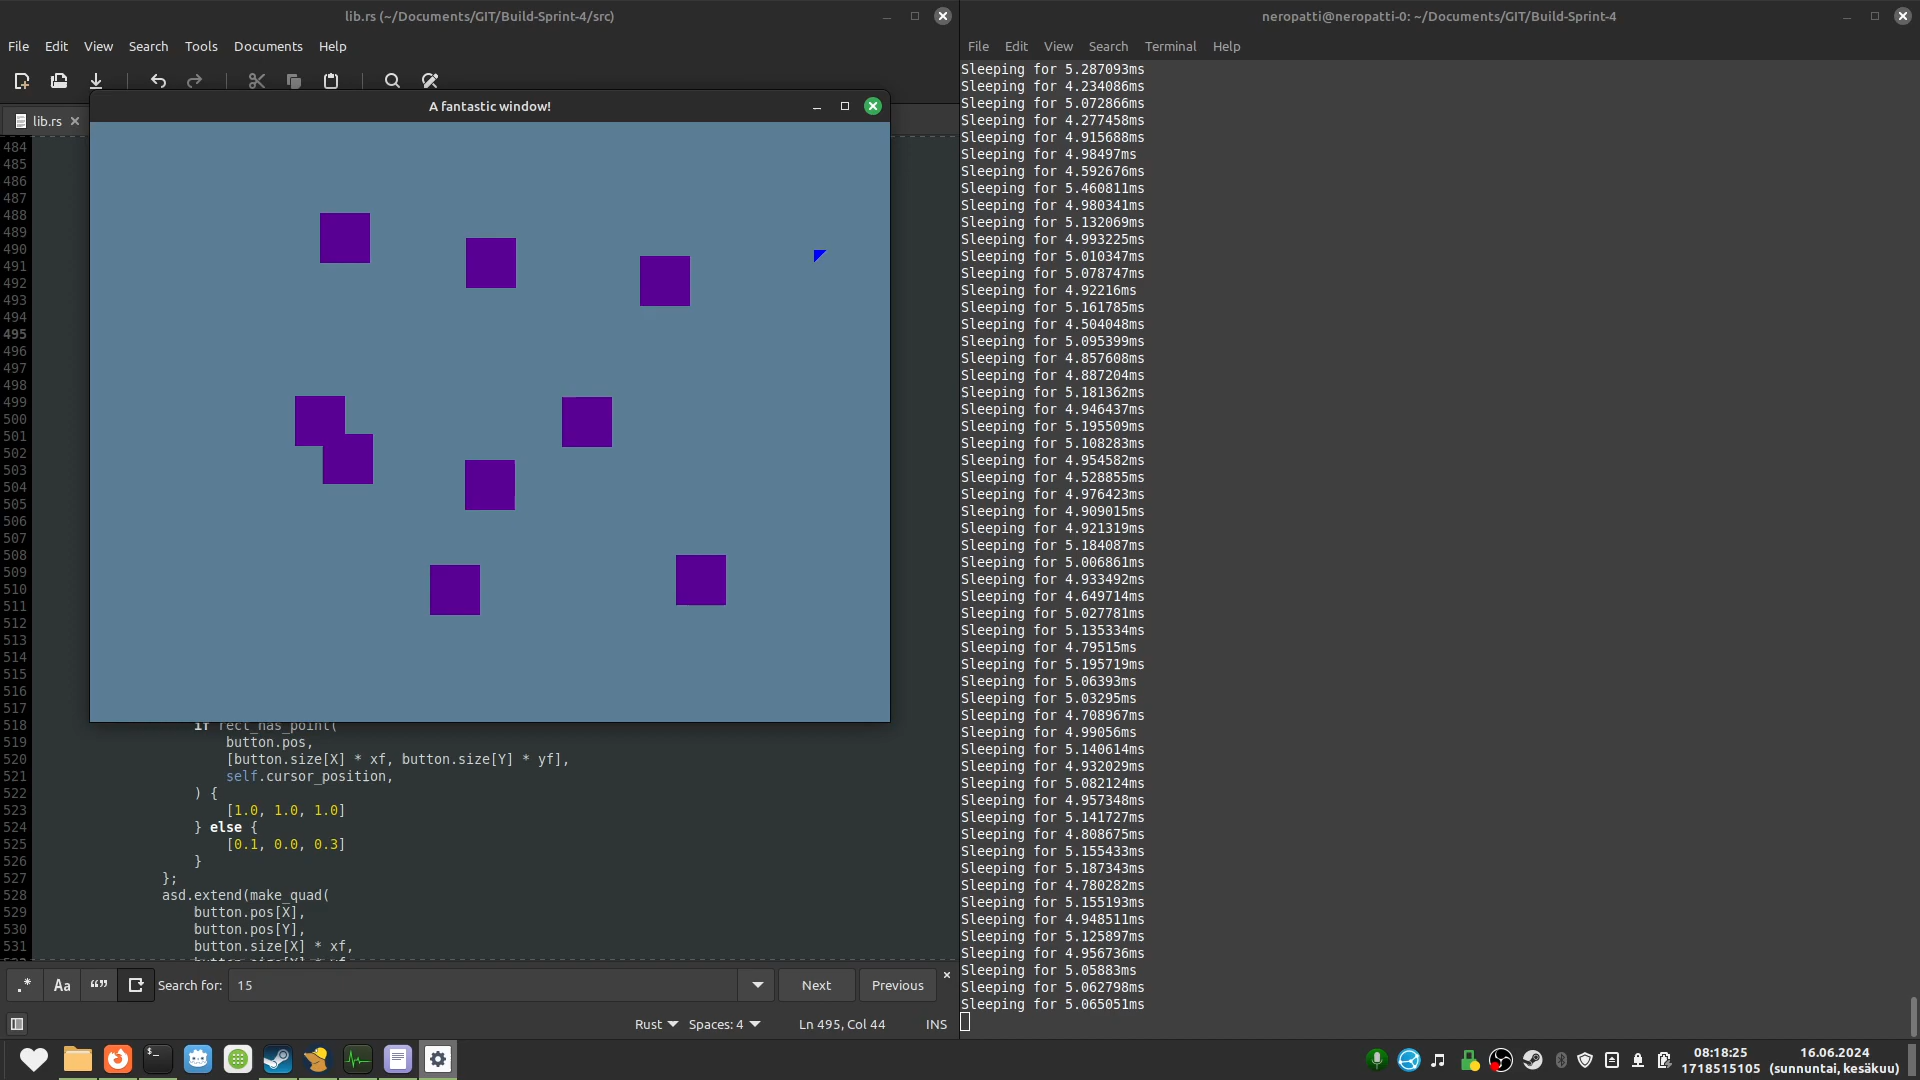 lib.rs (~/Documents/GIT/Build-Sprint-4/src)
File Edit View Search Tools Documents Help
lib.rs
A fantastic window!
484
485
486
487
488
489
490
491
492
493
494
495
496
497
498
499
500
501
502
503
504
505
506
507
508
509
510
511
512
513
514
515
516
517
518 if rect_has_point(
519 button.pos,
520 [button.size[X] * xf, button.size[Y] * yf],
521 self.cursor_position,
522 ) {
523 [1.0, 1.0, 1.0]
524 } else {
525 [0.1, 0.0, 0.3]
526 }
527 };
528 asd.extend(make_quad(
529 button.pos[X],
530 button.pos[Y],
531 button.size[X] * xf,
.* Aa “” Search for: 15 Next Previous
Rust Spaces: 4 Ln 495, Col 44 INS
neropatti@neropatti-0: ~/Documents/GIT/Build-Sprint-4
File Edit View Search Terminal Help
Sleeping for 5.287093ms
Sleeping for 4.234086ms
Sleeping for 5.072866ms
Sleeping for 4.277458ms
Sleeping for 4.915688ms
Sleeping for 4.98497ms
Sleeping for 4.592676ms
Sleeping for 5.460811ms
Sleeping for 4.980341ms
Sleeping for 5.132069ms
Sleeping for 4.993225ms
Sleeping for 5.010347ms
Sleeping for 5.078747ms
Sleeping for 4.92216ms
Sleeping for 5.161785ms
Sleeping for 4.504048ms
Sleeping for 5.095399ms
Sleeping for 4.857608ms
Sleeping for 4.887204ms
Sleeping for 5.181362ms
Sleeping for 4.946437ms
Sleeping for 5.195509ms
Sleeping for 5.108283ms
Sleeping for 4.954582ms
Sleeping for 4.528855ms
Sleeping for 4.976423ms
Sleeping for 4.909015ms
Sleeping for 4.921319ms
Sleeping for 5.184087ms
Sleeping for 5.006861ms
Sleeping for 4.933492ms
Sleeping for 4.649714ms
Sleeping for 5.027781ms
Sleeping for 5.135334ms
Sleeping for 4.79515ms
Sleeping for 5.195719ms
Sleeping for 5.06393ms
Sleeping for 5.03295ms
Sleeping for 4.708967ms
Sleeping for 4.99056ms
Sleeping for 5.140614ms
Sleeping for 4.932029ms
Sleeping for 5.082124ms
Sleeping for 4.957348ms
Sleeping for 5.141727ms
Sleeping for 4.808675ms
Sleeping for 5.155433ms
Sleeping for 5.187343ms
Sleeping for 4.780282ms
Sleeping for 5.155193ms
Sleeping for 4.948511ms
Sleeping for 5.125897ms
Sleeping for 4.956736ms
Sleeping for 5.05883ms
Sleeping for 5.062798ms
Sleeping for 5.065051ms
08:18:25 16.06.2024
1718515105 (sunnuntai, kesäkuu)